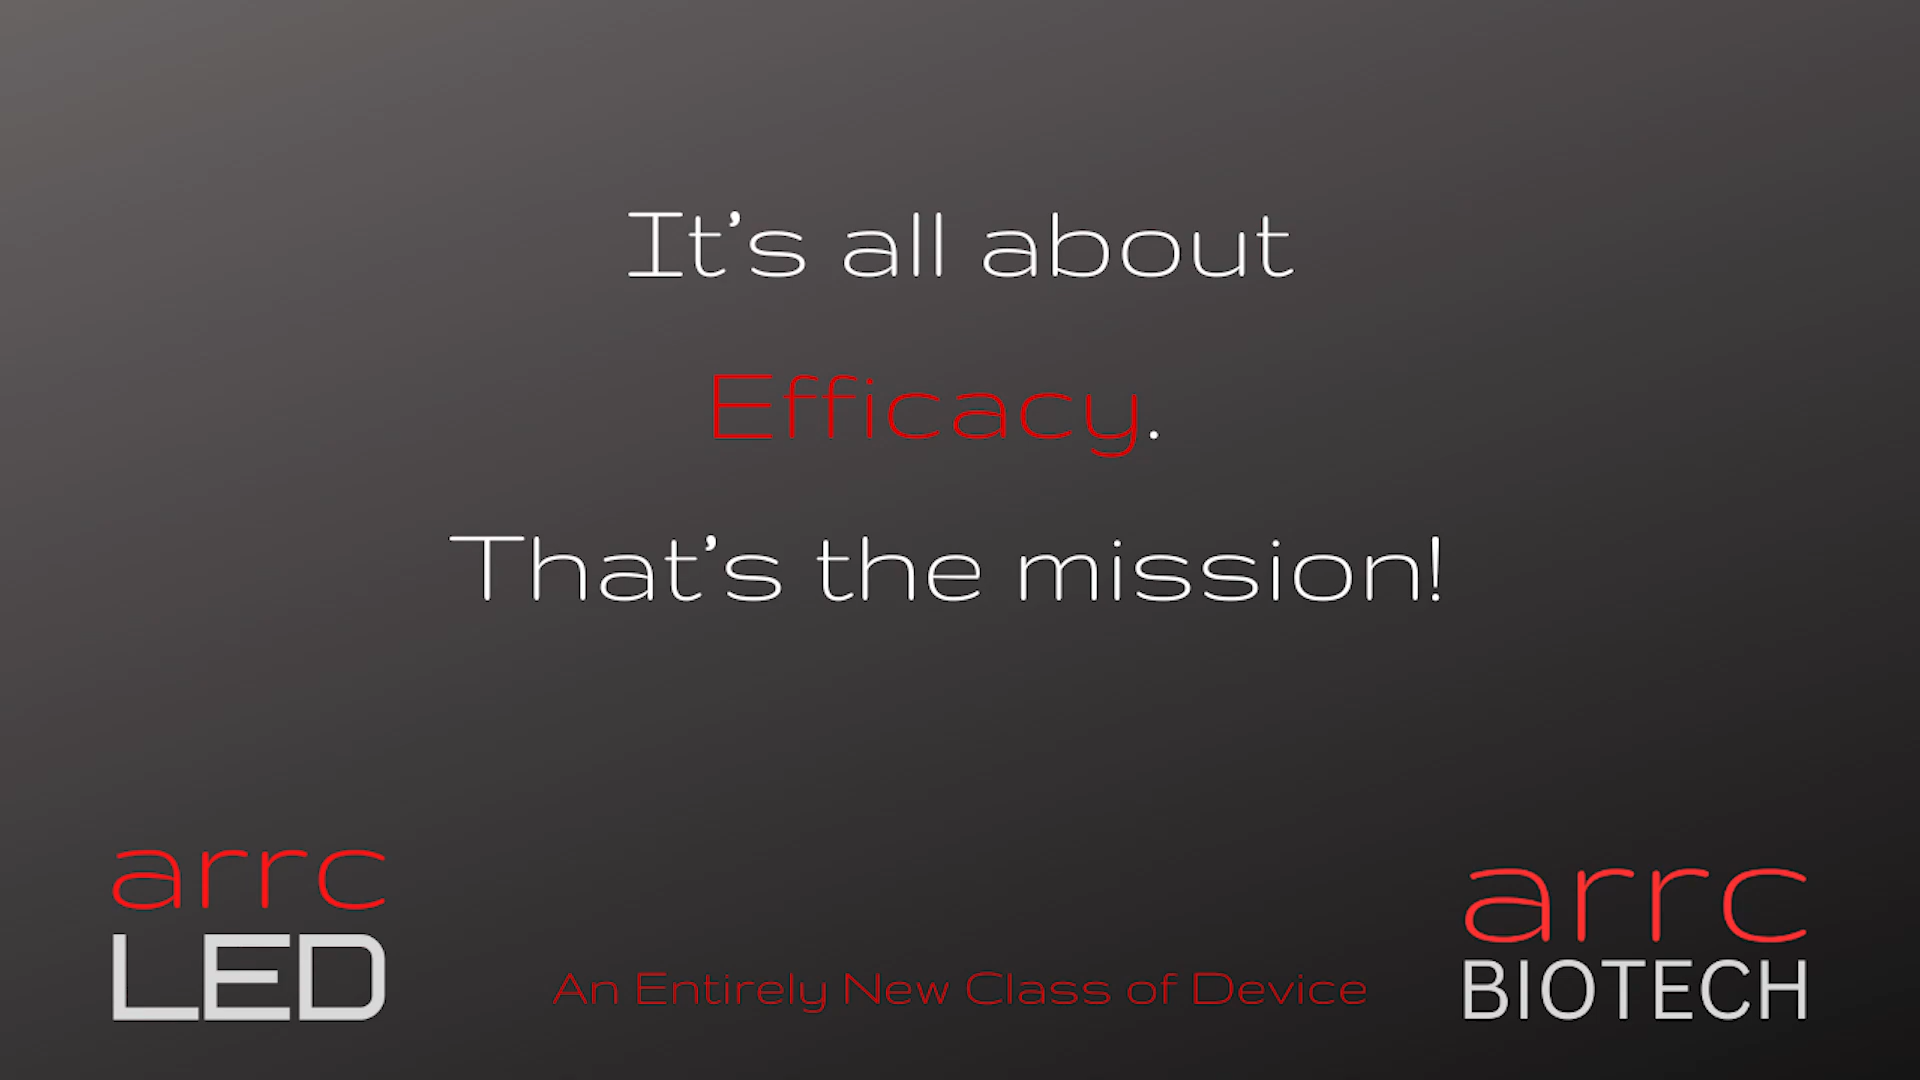 It’s all about
Efficacy.
That’s the mission!
arrc
LED
An Entirely New Class of Device
arrc
BIOTECH